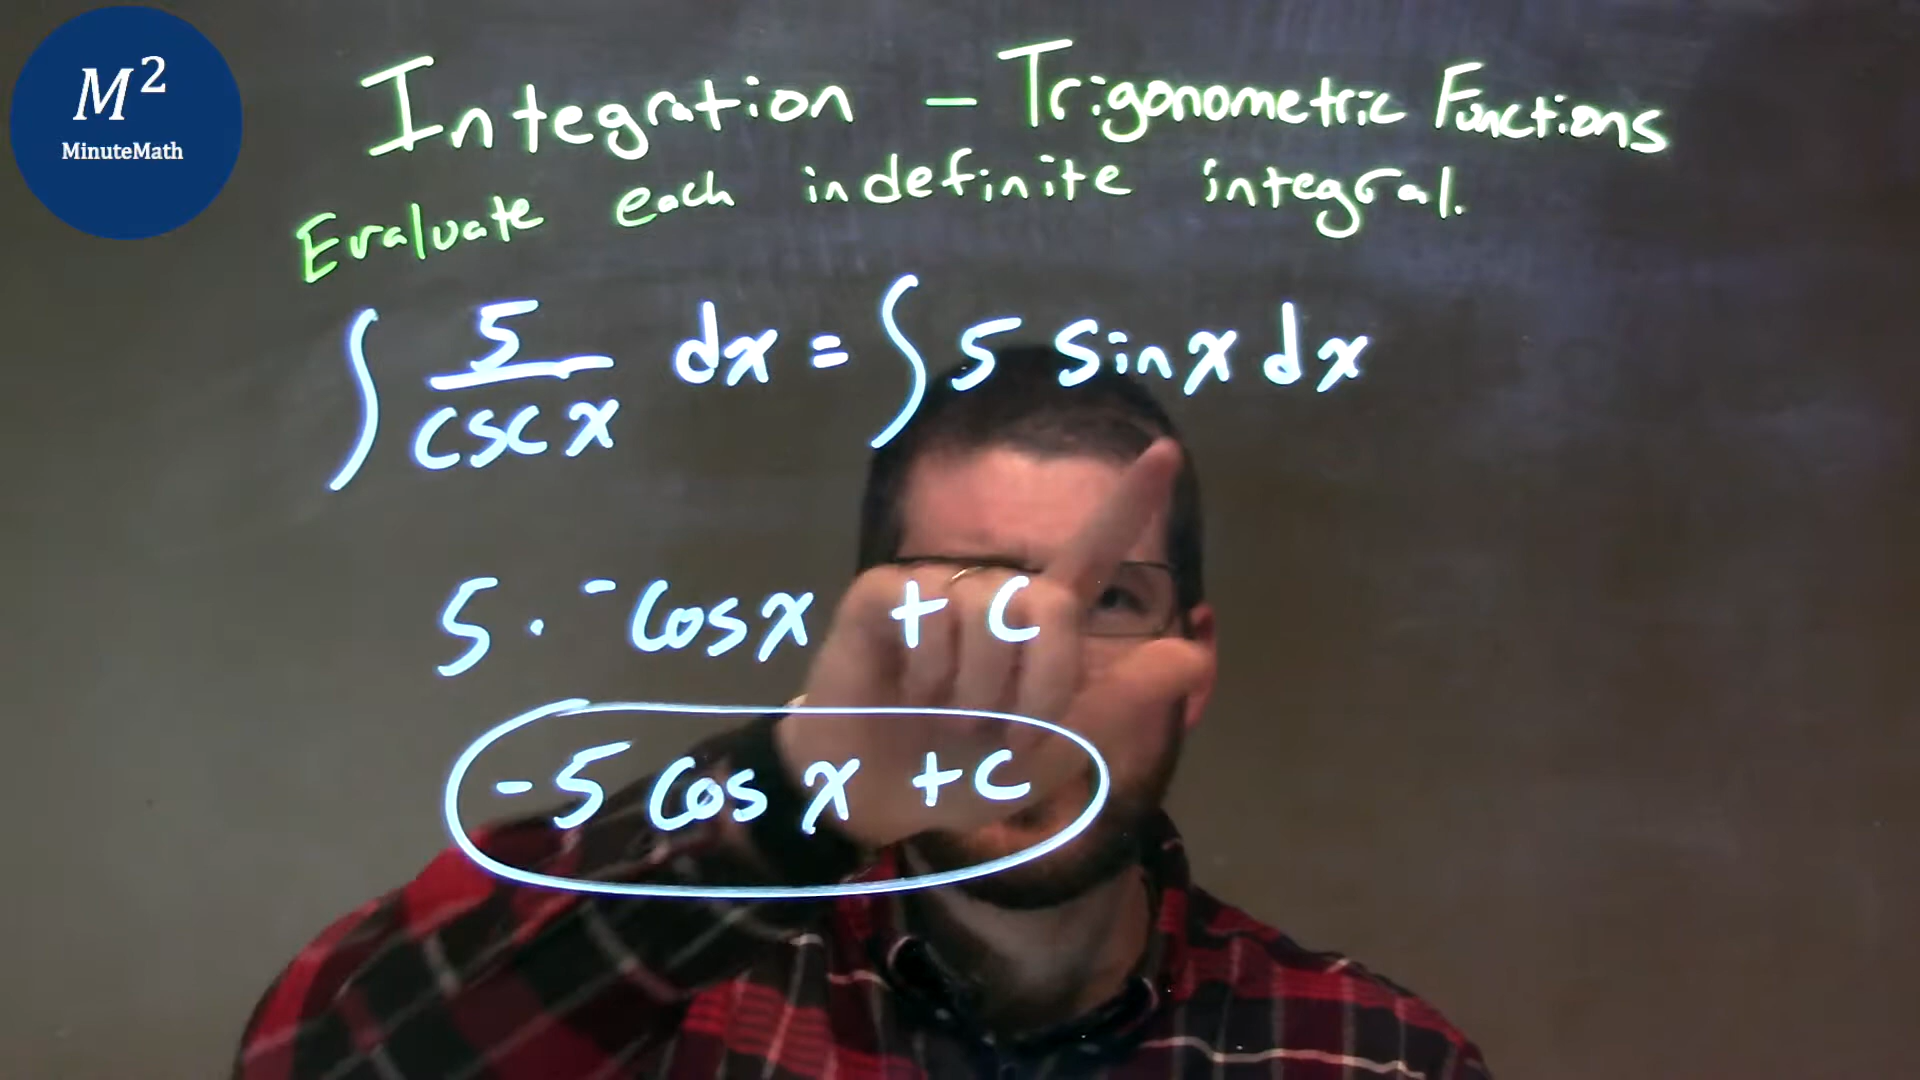 M²
MinuteMath
Integration - Trigonometric Functions
Evaluate each indefinite integral.
∫ 5/csc x dx = ∫ 5 sin x dx
5 · -cos x + c
-5 cos x + c